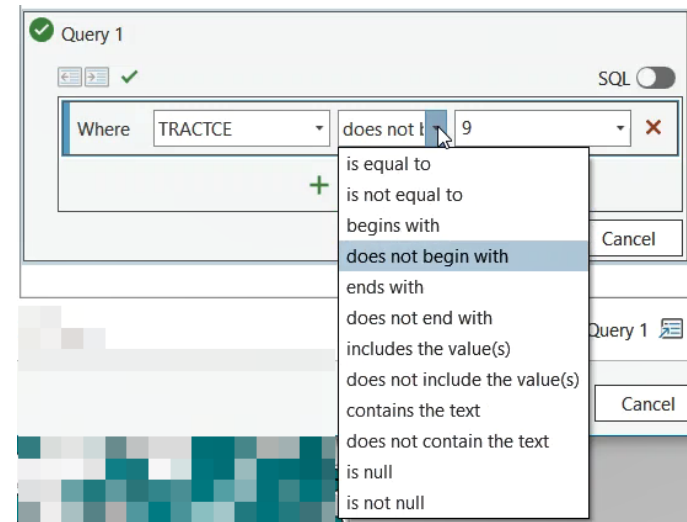 Query 1
SQL
Where TRACTCE does not b 9
is equal to
is not equal to
begins with
Cancel
does not begin with
ends with
does not end with
Query 1
includes the value(s)
does not include the value(s)
contains the text
Cancel
does not contain the text
is null
is not null